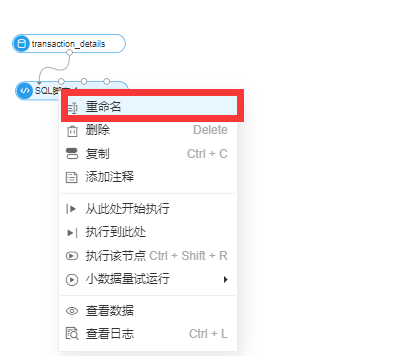 transaction_details
SQL
重命名
删除 Delete
复制 Ctrl + C
添加注释
从此处开始执行
执行到此处
执行该节点 Ctrl + Shift + R
小数据量试运行
查看数据
查看日志 Ctrl + L